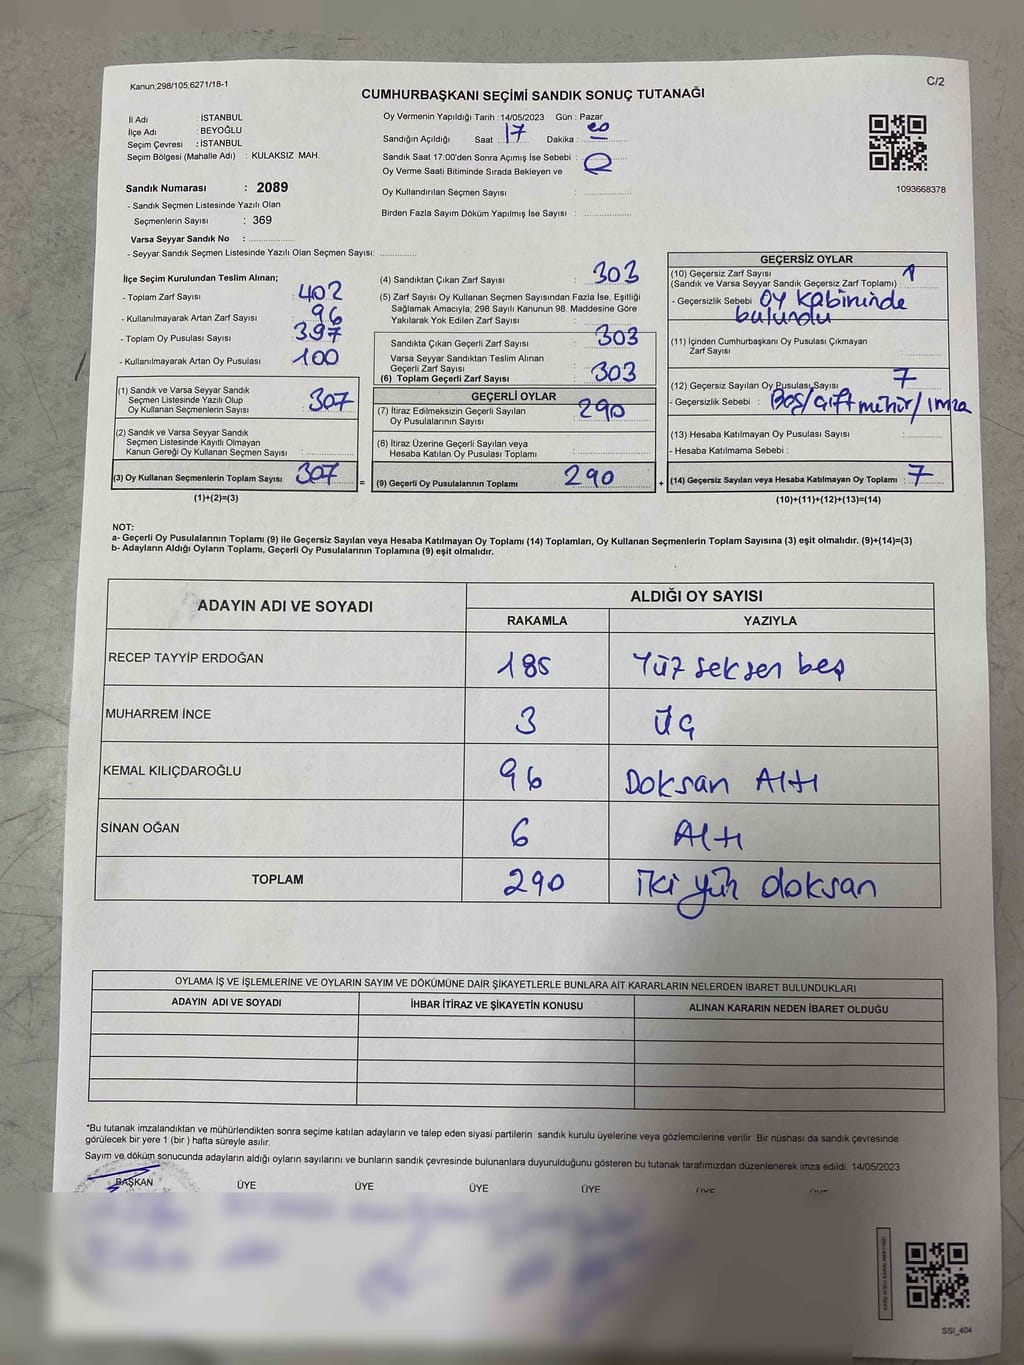 Kanun;298/105,6271/18-1
C/2
CUMHURBAŞKANI SEÇİMİ SANDIK SONUÇ TUTANAĞI
İl Adı : İSTANBUL
İlçe Adı : BEYOĞLU
Seçim Çevresi : İSTANBUL
Seçim Bölgesi (Mahalle Adı) : KULAKSIZ MAH.
Sandık Numarası : 2089
- Sandık Seçmen Listesinde Yazılı Olan
Seçmenlerin Sayısı : 369
Varsa Seyyar Sandık No : ................
- Seyyar Sandık Seçmen Listesinde Yazılı Olan Seçmen Sayısı: ............
Oy Vermenin Yapıldığı Tarih : 14/05/2023 Gün : Pazar
Sandığın Açıldığı Saat : 17 Dakika : 00
Sandık Saat 17:00'den Sonra Açımış İse Sebebi :
Oy Verme Saati Bitiminde Sırada Bekleyen ve
Oy Kullandırılan Seçmen Sayısı : ..............
Birden Fazla Sayım Döküm Yapılmış İse Sayısı : ..............
1093668378
İlçe Seçim Kurulundan Teslim Alınan;
- Toplam Zarf Sayısı : 402
- Kullanılmayarak Artan Zarf Sayısı : 96
- Toplam Oy Pusulası Sayısı : 397
- Kullanılmayarak Artan Oy Pusulası : 100
(1) Sandık ve Varsa Seyyar Sandık
Seçmen Listesinde Yazılı Olup
Oy Kullanan Seçmenlerin Sayısı : 307
(2) Sandık ve Varsa Seyyar Sandık
Seçmen Listesinde Kayıtlı Olmayan
Kanun Gereği Oy Kullanan Seçmen Sayısı : ............
(3) Oy Kullanan Seçmenlerin Toplam Sayısı : 307
(1)+(2)=(3)
=
(4) Sandıktan Çıkan Zarf Sayısı : 303
(5) Zarf Sayısı Oy Kullanan Seçmen Sayısından Fazla İse, Eşitliği
Sağlamak Amacıyla, 298 Sayılı Kanunun 98. Maddesine Göre
Yakılarak Yok Edilen Zarf Sayısı :
Sandıkta Çıkan Geçerli Zarf Sayısı : 303
Varsa Seyyar Sandıktan Teslim Alınan
Geçerli Zarf Sayısı :
(6) Toplam Geçerli Zarf Sayısı : 303
GEÇERLİ OYLAR
(7) İtiraz Edilmeksizin Geçerli Sayılan
Oy Pusulalarının Sayısı : 290
(8) İtiraz Üzerine Geçerli Sayılan veya
Hesaba Katılan Oy Pusulası Toplamı :
(9) Geçerli Oy Pusulalarının Toplamı : 290
+
GEÇERSİZ OYLAR
(10) Geçersiz Zarf Sayısı 1
(Sandık ve Varsa Seyyar Sandık Geçersiz Zarf Toplamı) :
- Geçersizlik Sebebi : Oy kabininde
bulundu
(11) İçinden Cumhurbaşkanı Oy Pusulası Çıkmayan
Zarf Sayısı :
(12) Geçersiz Sayılan Oy Pusulası Sayısı : 7
- Geçersizlik Sebebi : Boş/çift mühür/imza
(13) Hesaba Katılmayan Oy Pusulası Sayısı :
- Hesaba Katılmama Sebebi :
(14) Geçersiz Sayılan veya Hesaba Katılmayan Oy Toplamı : 7
(10)+(11)+(12)+(13)=(14)
NOT:
a- Geçerli Oy Pusulalarının Toplamı (9) ile Geçersiz Sayılan veya Hesaba Katılmayan Oy Toplamı (14) Toplamları, Oy Kullanan Seçmenlerin Toplam Sayısına (3) eşit olmalıdır. (9)+(14)=(3)
b- Adayların Aldığı Oyların Toplamı, Geçerli Oy Pusulalarının Toplamına (9) eşit olmalıdır.
ADAYIN ADI VE SOYADI
ALDIĞI OY SAYISI
RAKAMLA YAZIYLA
RECEP TAYYİP ERDOĞAN 185 Yüz seksen beş
MUHARREM İNCE 3 Üç
KEMAL KILIÇDAROĞLU 96 Doksan Altı
SİNAN OĞAN 6 Altı
TOPLAM 290 İki yüz doksan
OYLAMA İŞ VE İŞLEMLERİNE VE OYLARIN SAYIM VE DÖKÜMÜNE DAİR ŞİKAYETLERLE BUNLARA AİT KARARLARIN NELERDEN İBARET BULUNDUKLARI
ADAYIN ADI VE SOYADI İHBAR İTİRAZ VE ŞİKAYETİN KONUSU ALINAN KARARIN NEDEN İBARET OLDUĞU
*Bu tutanak imzalandıktan ve mühürlendikten sonra seçime katılan adayların ve talep eden siyasi partilerin sandık kurulu üyelerine veya gözlemcilerine verilir. Bir nüshası da sandık çevresinde
görülecek bir yere 1 (bir ) hafta süreyle asılır.
Sayım ve döküm sonucunda adayların aldığı oyların sayılarını ve bunların sandık çevresinde bulunanlara duyurulduğunu gösteren bu tutanak tarafımızdan düzenlenerek imza edildi. 14/05/2023
BAŞKAN ÜYE ÜYE ÜYE ÜYE ÜYE ÜYE
SSI_404